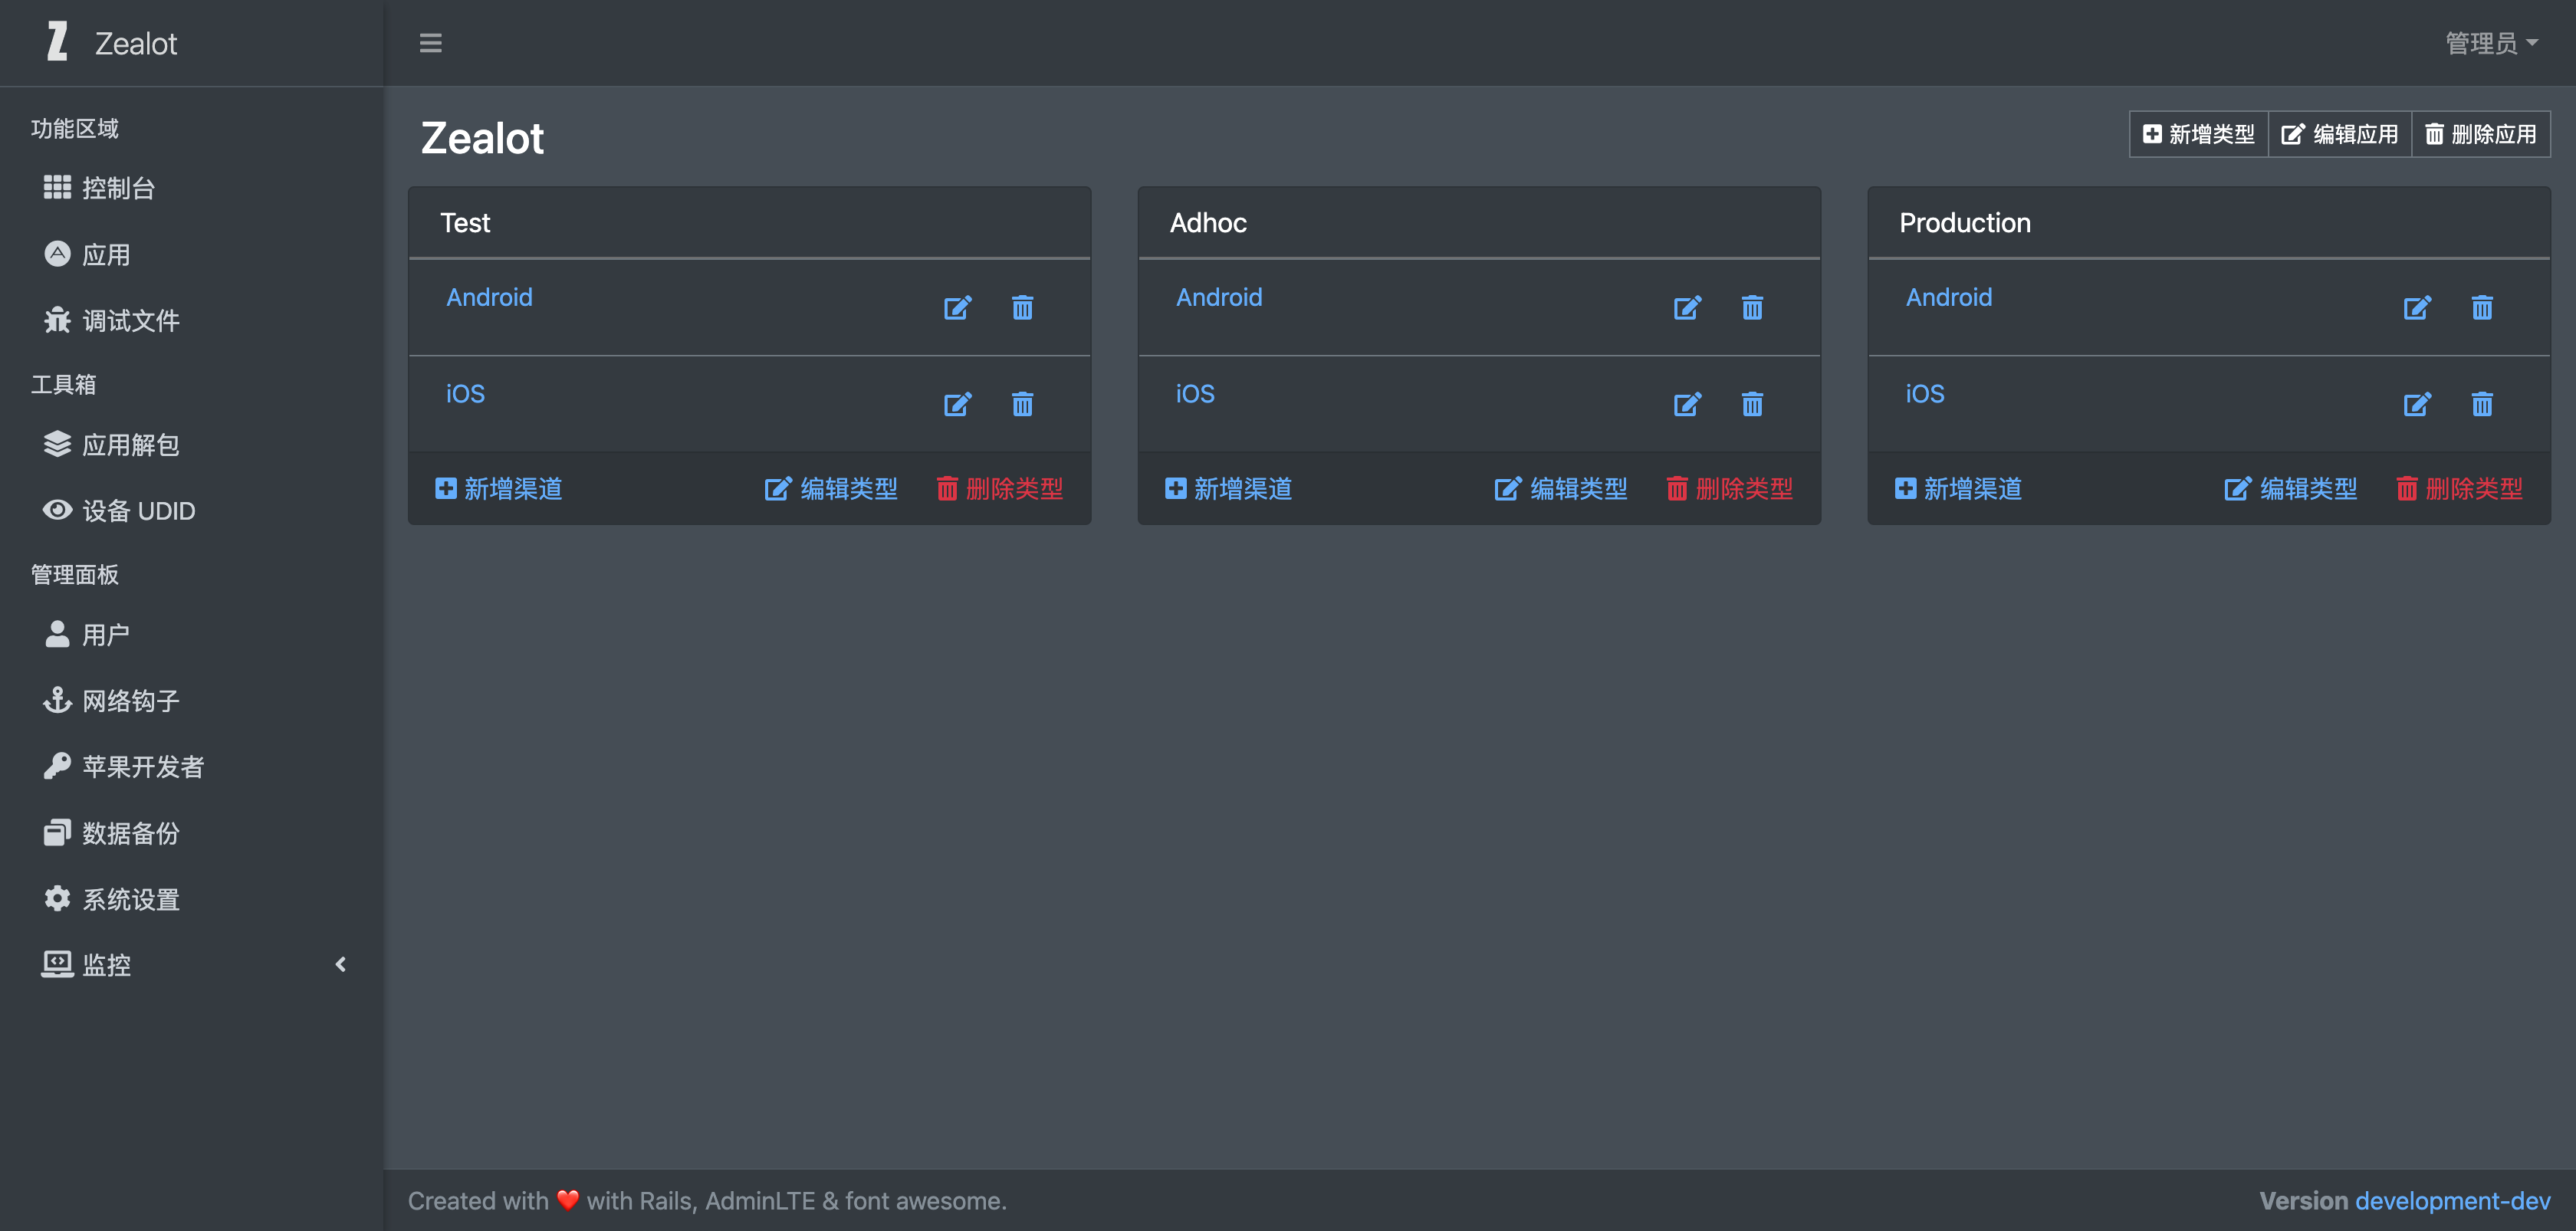 Zealot
管理员
功能区域
控制台
应用
调试文件
工具箱
应用解包
设备 UDID
管理面板
用户
网络钩子
苹果开发者
数据备份
系统设置
监控
Zealot
新增类型 编辑应用 删除应用
Test
Android
iOS
新增渠道 编辑类型 删除类型
Adhoc
Android
iOS
新增渠道 编辑类型 删除类型
Production
Android
iOS
新增渠道 编辑类型 删除类型
Created with ❤️ with Rails, AdminLTE & font awesome.
Version development-dev